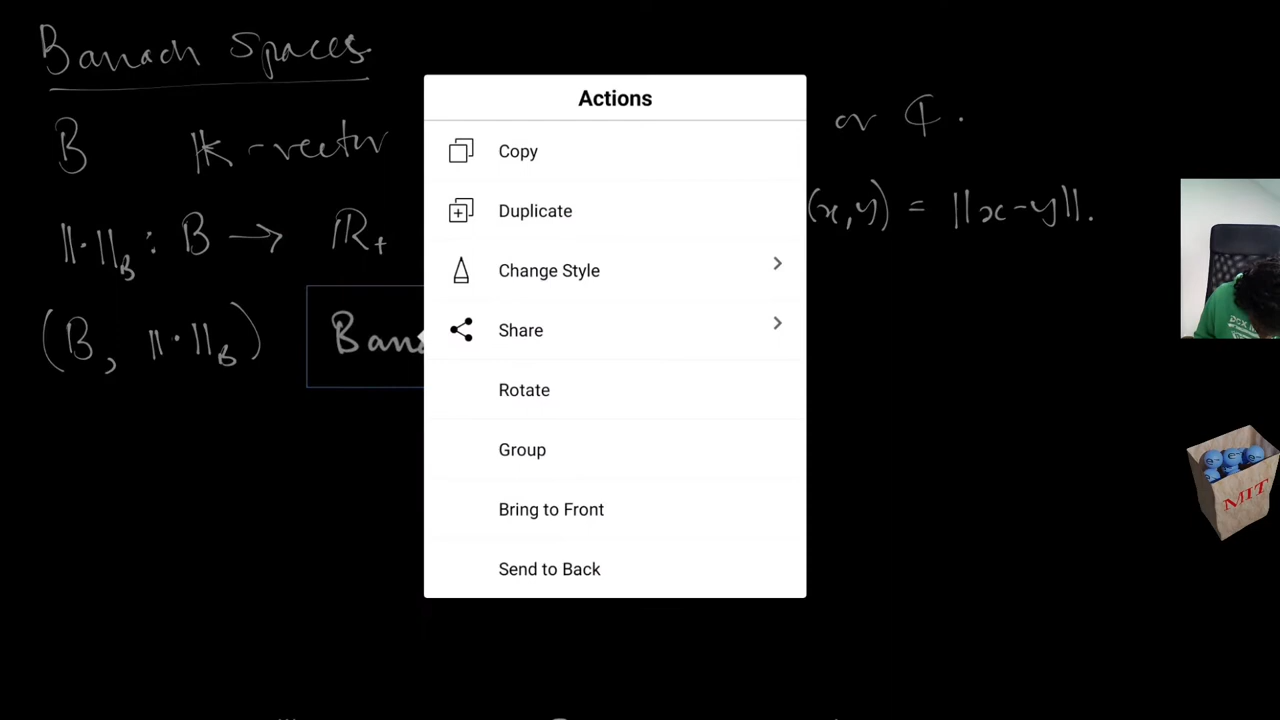 Banach Spaces
B 𝕂-vector or ℂ.
‖·‖_B : B → ℝ₊ (x,y) = ‖x-y‖.
(B, ‖·‖_B) Bana
Actions
Copy
Duplicate
Change Style
Share
Rotate
Group
Bring to Front
Send to Back
MIT